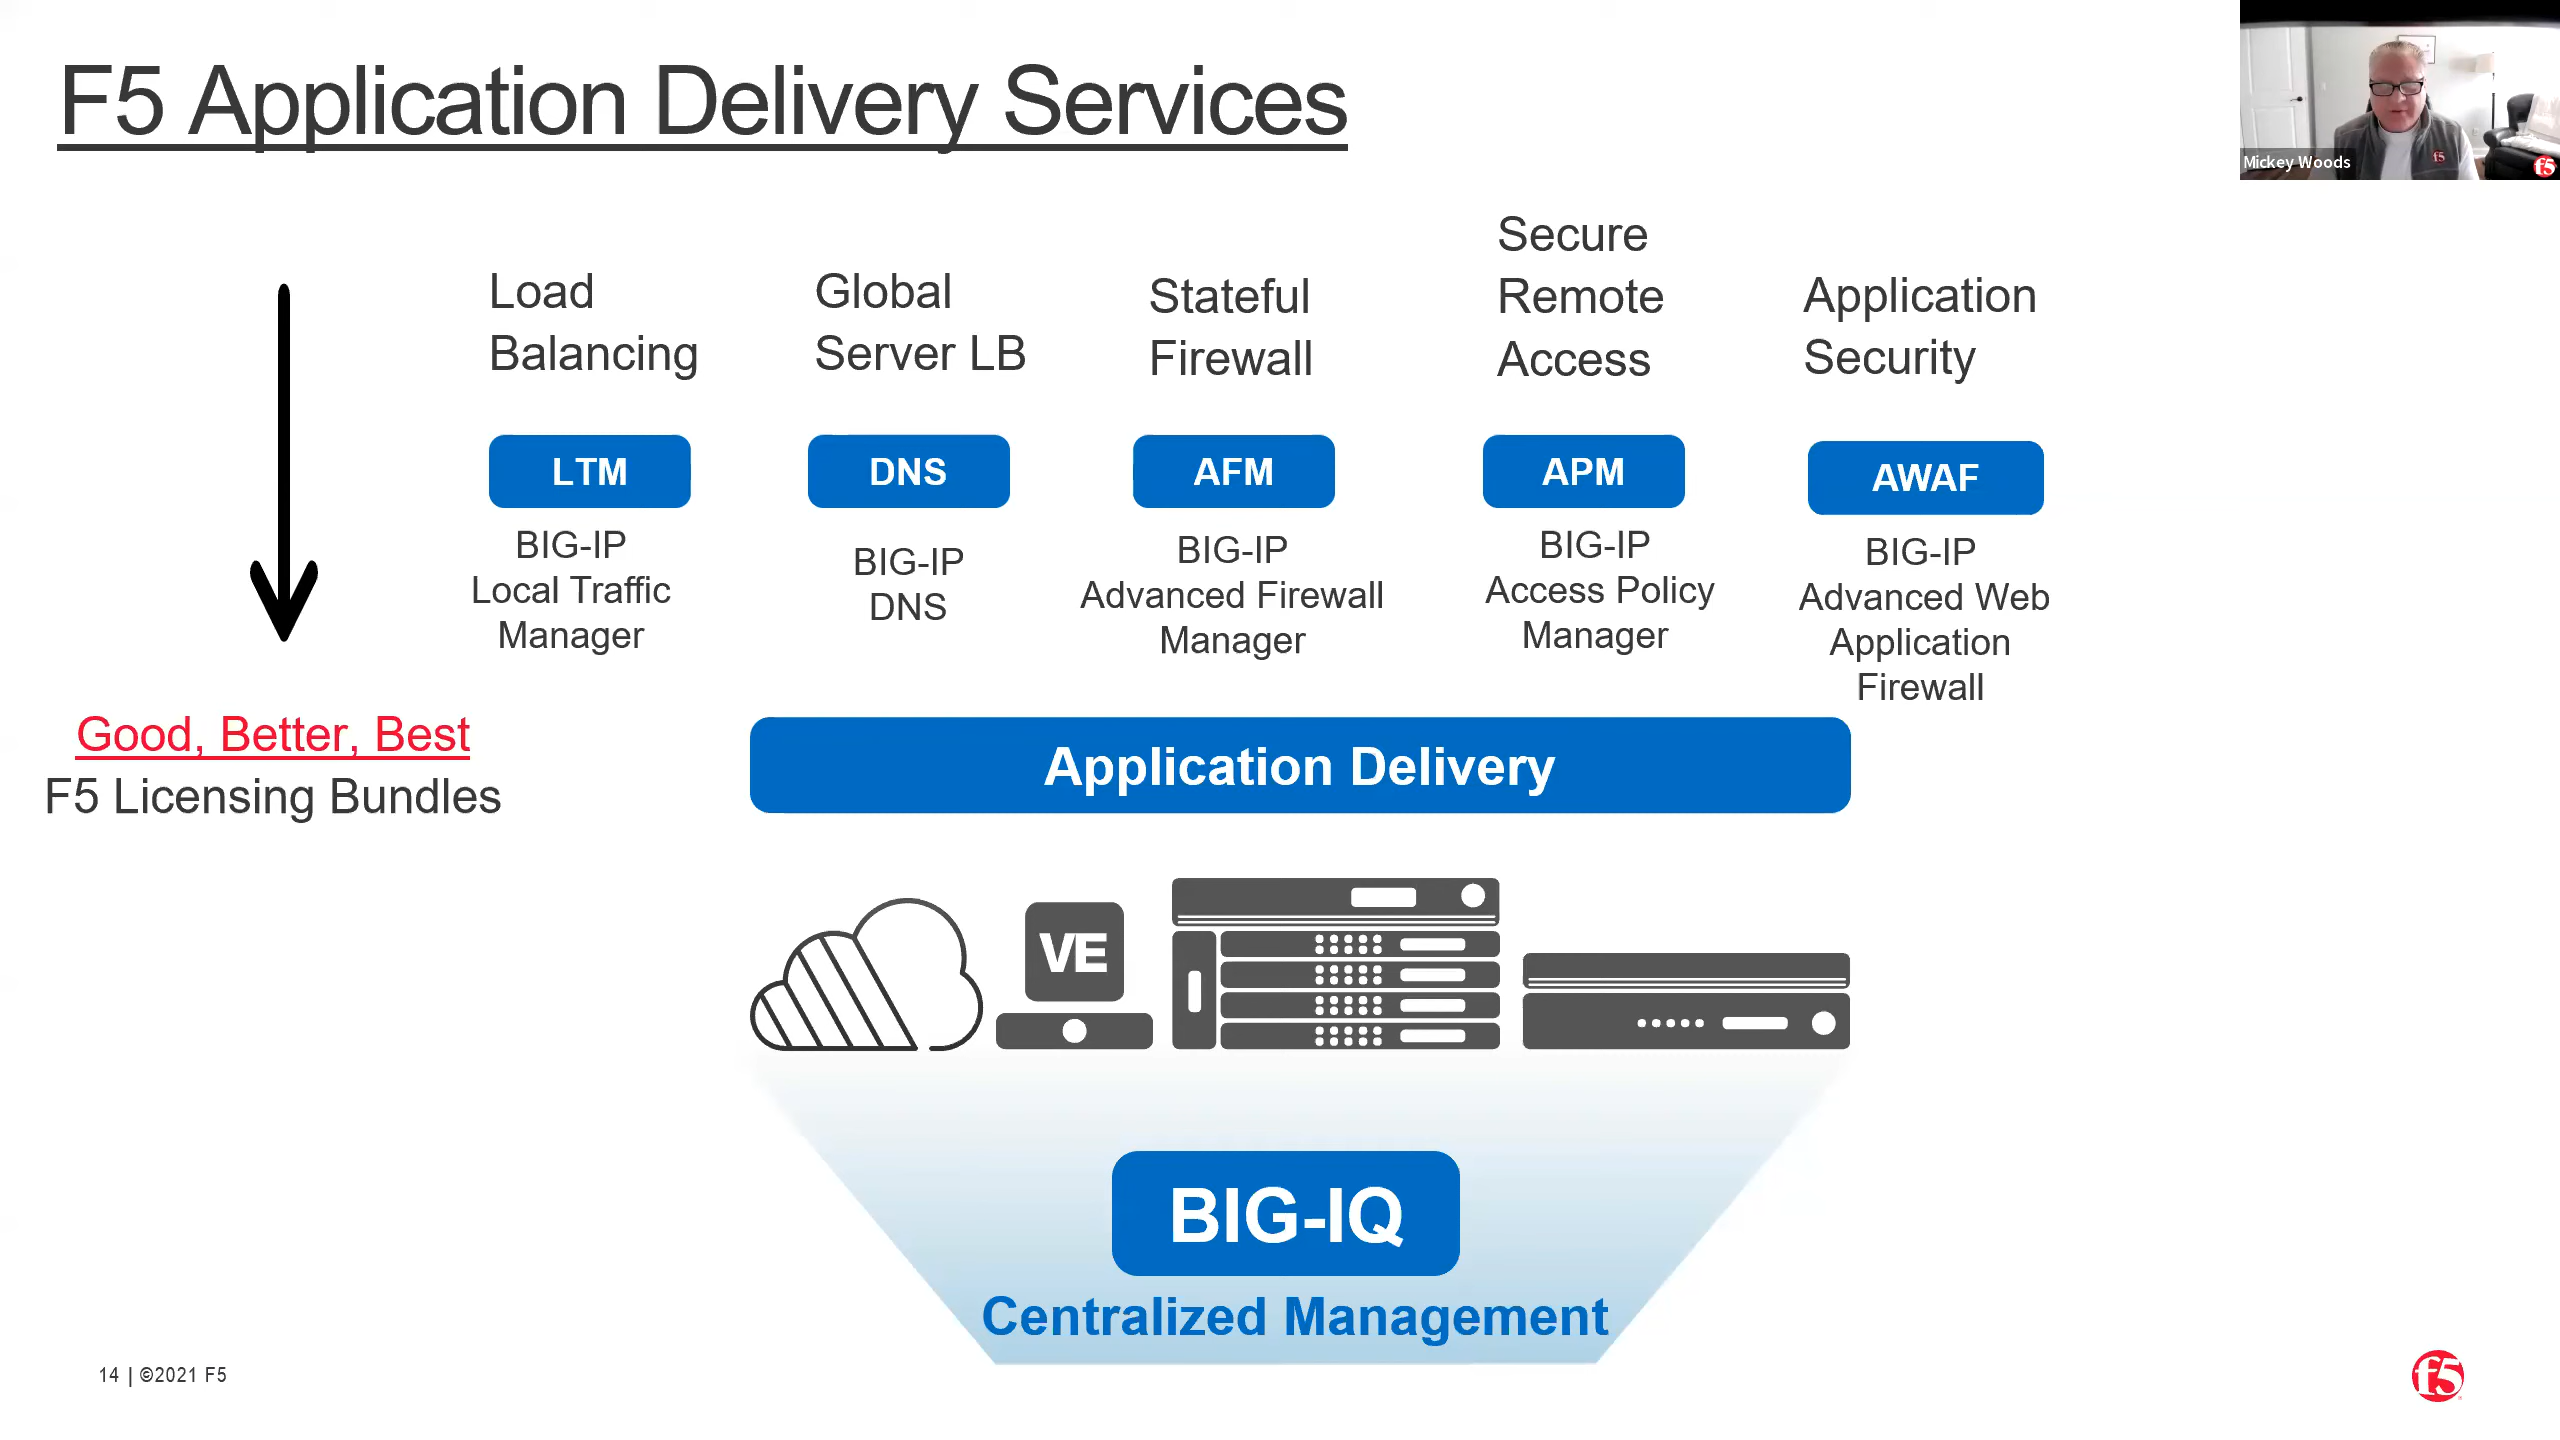 F5 Application Delivery Services
Mickey Woods
f5
f5
Load
Balancing
Global
Server LB
Stateful
Firewall
Secure
Remote
Access
Application
Security
LTM
DNS
AFM
APM
AWAF
BIG-IP
Local Traffic
Manager
BIG-IP
DNS
BIG-IP
Advanced Firewall
Manager
BIG-IP
Access Policy
Manager
BIG-IP
Advanced Web
Application
Firewall
Good, Better, Best
F5 Licensing Bundles
Application Delivery
VE
BIG-IQ
Centralized Management
14 | ©2021 F5
f5